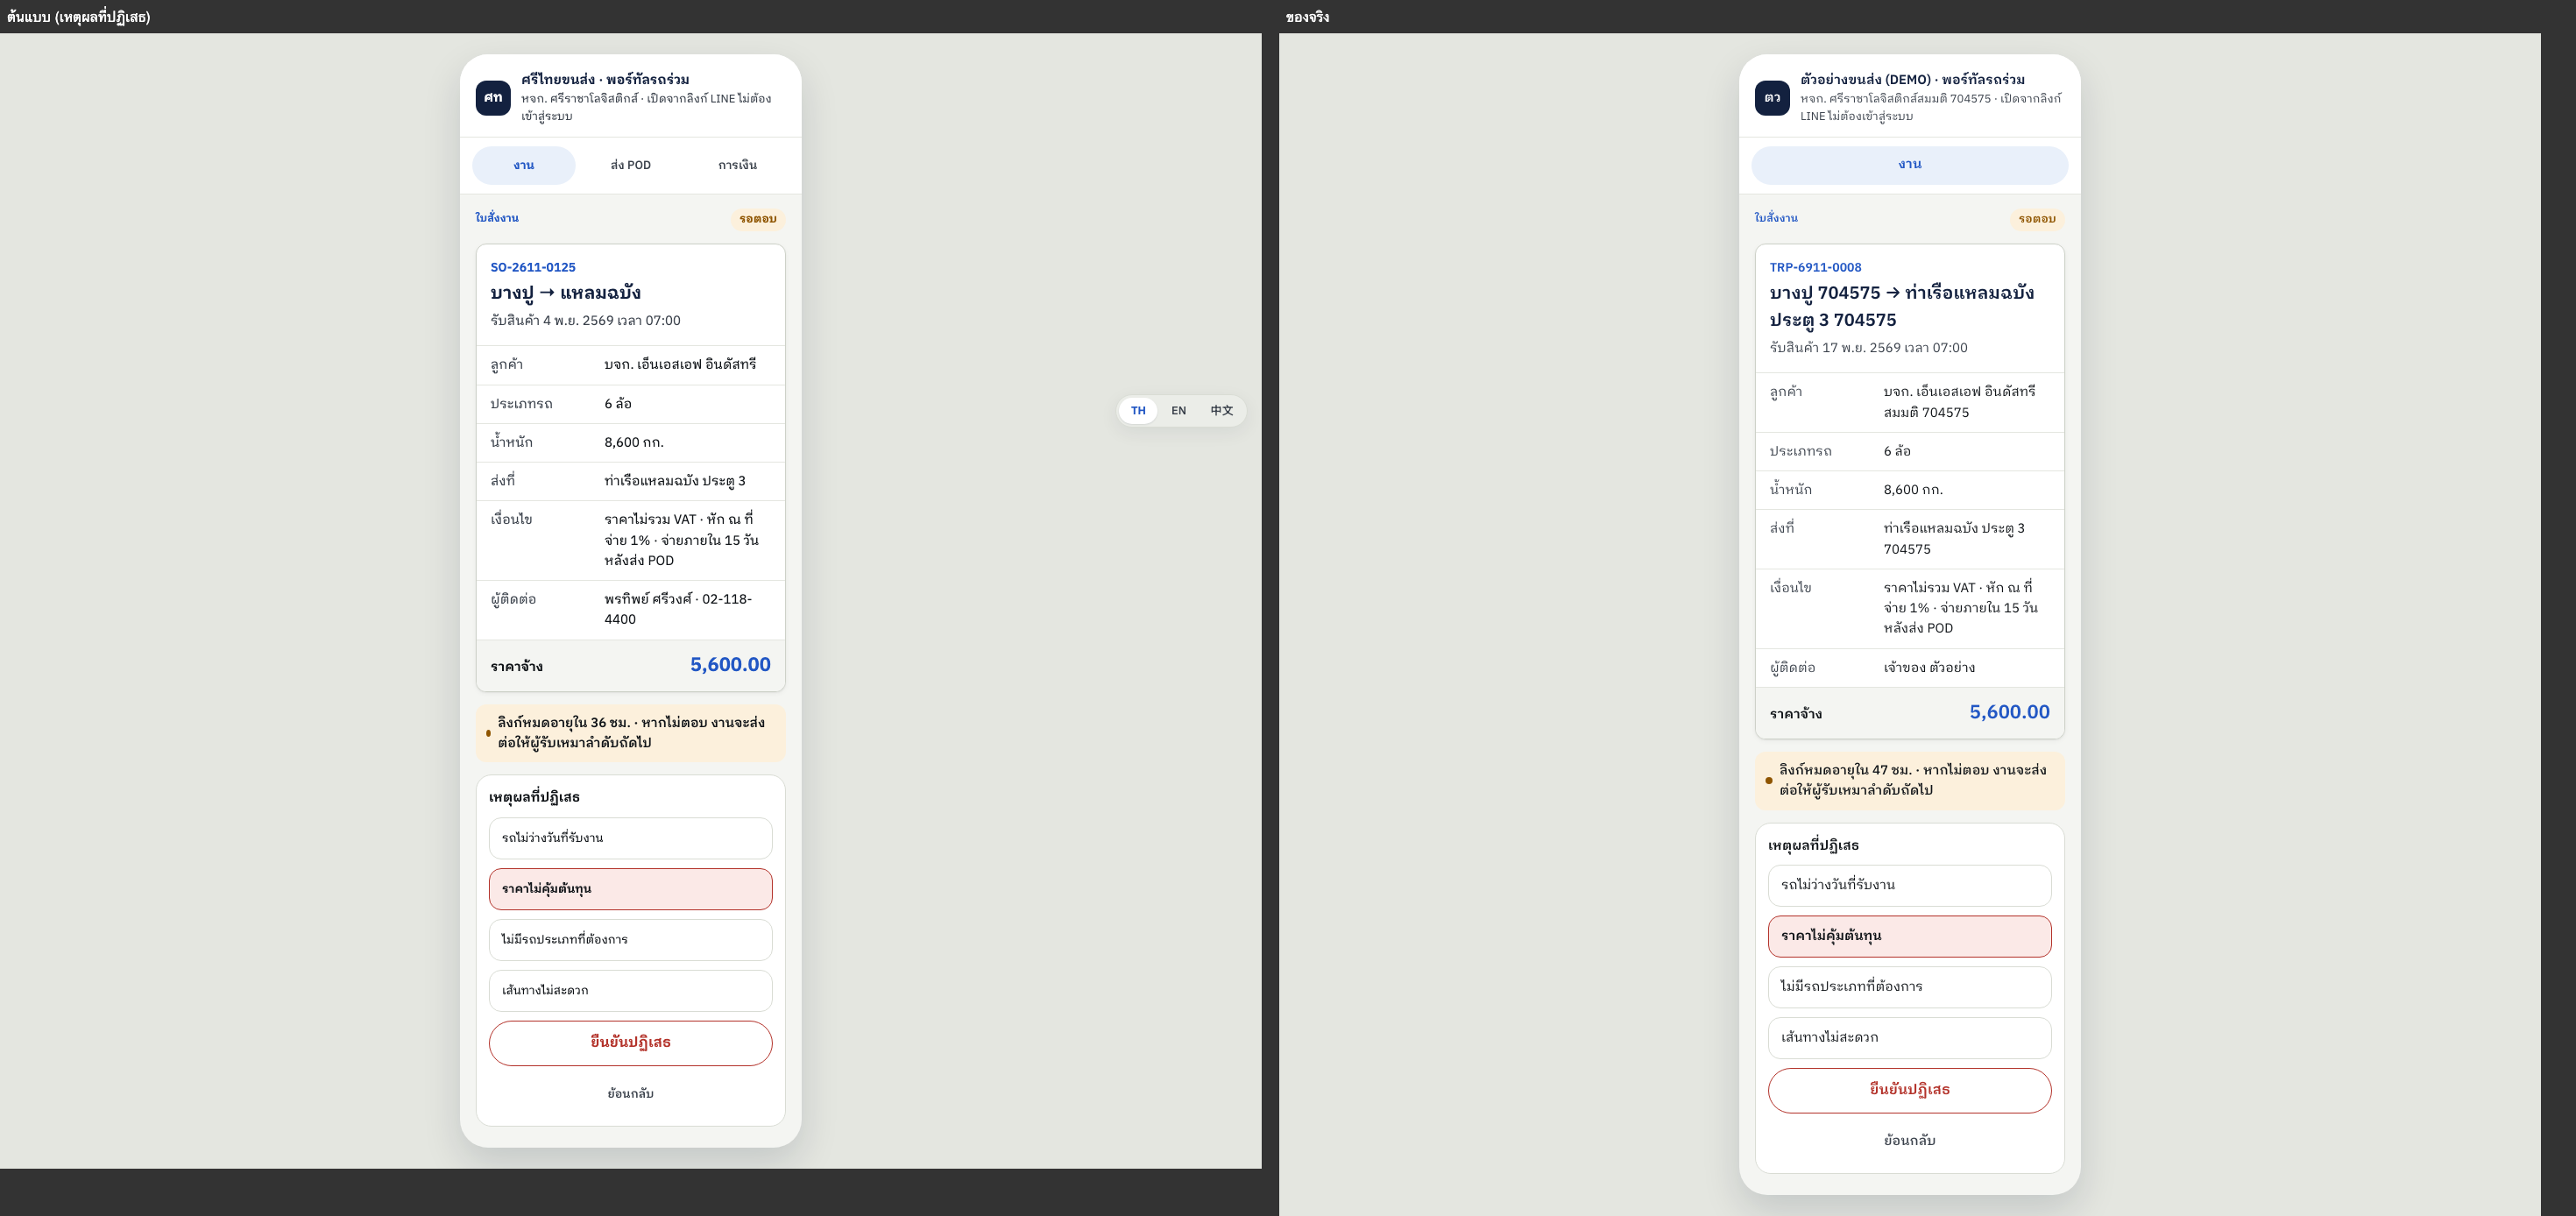 ต้นแบบ (เหตุผลที่ปฏิเสธ)
ศท
ศรีไทยขนส่ง · พอร์ทัลรถร่วม
หจก. ศรีราชาโลจิสติกส์ · เปิดจากลิงก์ LINE ไม่ต้อง
เข้าสู่ระบบ
งาน
ส่ง POD
การเงิน
ใบสั่งงาน
รอตอบ
SO-2611-0125
บางปู → แหลมฉบัง
รับสินค้า 4 พ.ย. 2569 เวลา 07:00
ลูกค้า
บจก. เอ็นเอสเอฟ อินดัสทรี
ประเภทรถ
6 ล้อ
น้ำหนัก
8,600 กก.
ส่งที่
ท่าเรือแหลมฉบัง ประตู 3
เงื่อนไข
ราคาไม่รวม VAT · หัก ณ ที่
จ่าย 1% · จ่ายภายใน 15 วัน
หลังส่ง POD
ผู้ติดต่อ
พรทิพย์ ศรีวงศ์ · 02-118-
4400
ราคาจ้าง
5,600.00
ลิงก์หมดอายุใน 36 ชม. · หากไม่ตอบ งานจะส่ง
ต่อให้ผู้รับเหมาลำดับถัดไป
เหตุผลที่ปฏิเสธ
รถไม่ว่างวันที่รับงาน
ราคาไม่คุ้มต้นทุน
ไม่มีรถประเภทที่ต้องการ
เส้นทางไม่สะดวก
ยืนยันปฏิเสธ
ย้อนกลับ
TH
EN
中文
ของจริง
ตว
ตัวอย่างขนส่ง (DEMO) · พอร์ทัลรถร่วม
หจก. ศรีราชาโลจิสติกส์สมมติ 704575 · เปิดจากลิงก์
LINE ไม่ต้องเข้าสู่ระบบ
งาน
ใบสั่งงาน
รอตอบ
TRP-6911-0008
บางปู 704575 → ท่าเรือแหลมฉบัง
ประตู 3 704575
รับสินค้า 17 พ.ย. 2569 เวลา 07:00
ลูกค้า
บจก. เอ็นเอสเอฟ อินดัสทรี
สมมติ 704575
ประเภทรถ
6 ล้อ
น้ำหนัก
8,600 กก.
ส่งที่
ท่าเรือแหลมฉบัง ประตู 3
704575
เงื่อนไข
ราคาไม่รวม VAT · หัก ณ ที่
จ่าย 1% · จ่ายภายใน 15 วัน
หลังส่ง POD
ผู้ติดต่อ
เจ้าของ ตัวอย่าง
ราคาจ้าง
5,600.00
ลิงก์หมดอายุใน 47 ชม. · หากไม่ตอบ งานจะส่ง
ต่อให้ผู้รับเหมาลำดับถัดไป
เหตุผลที่ปฏิเสธ
รถไม่ว่างวันที่รับงาน
ราคาไม่คุ้มต้นทุน
ไม่มีรถประเภทที่ต้องการ
เส้นทางไม่สะดวก
ยืนยันปฏิเสธ
ย้อนกลับ